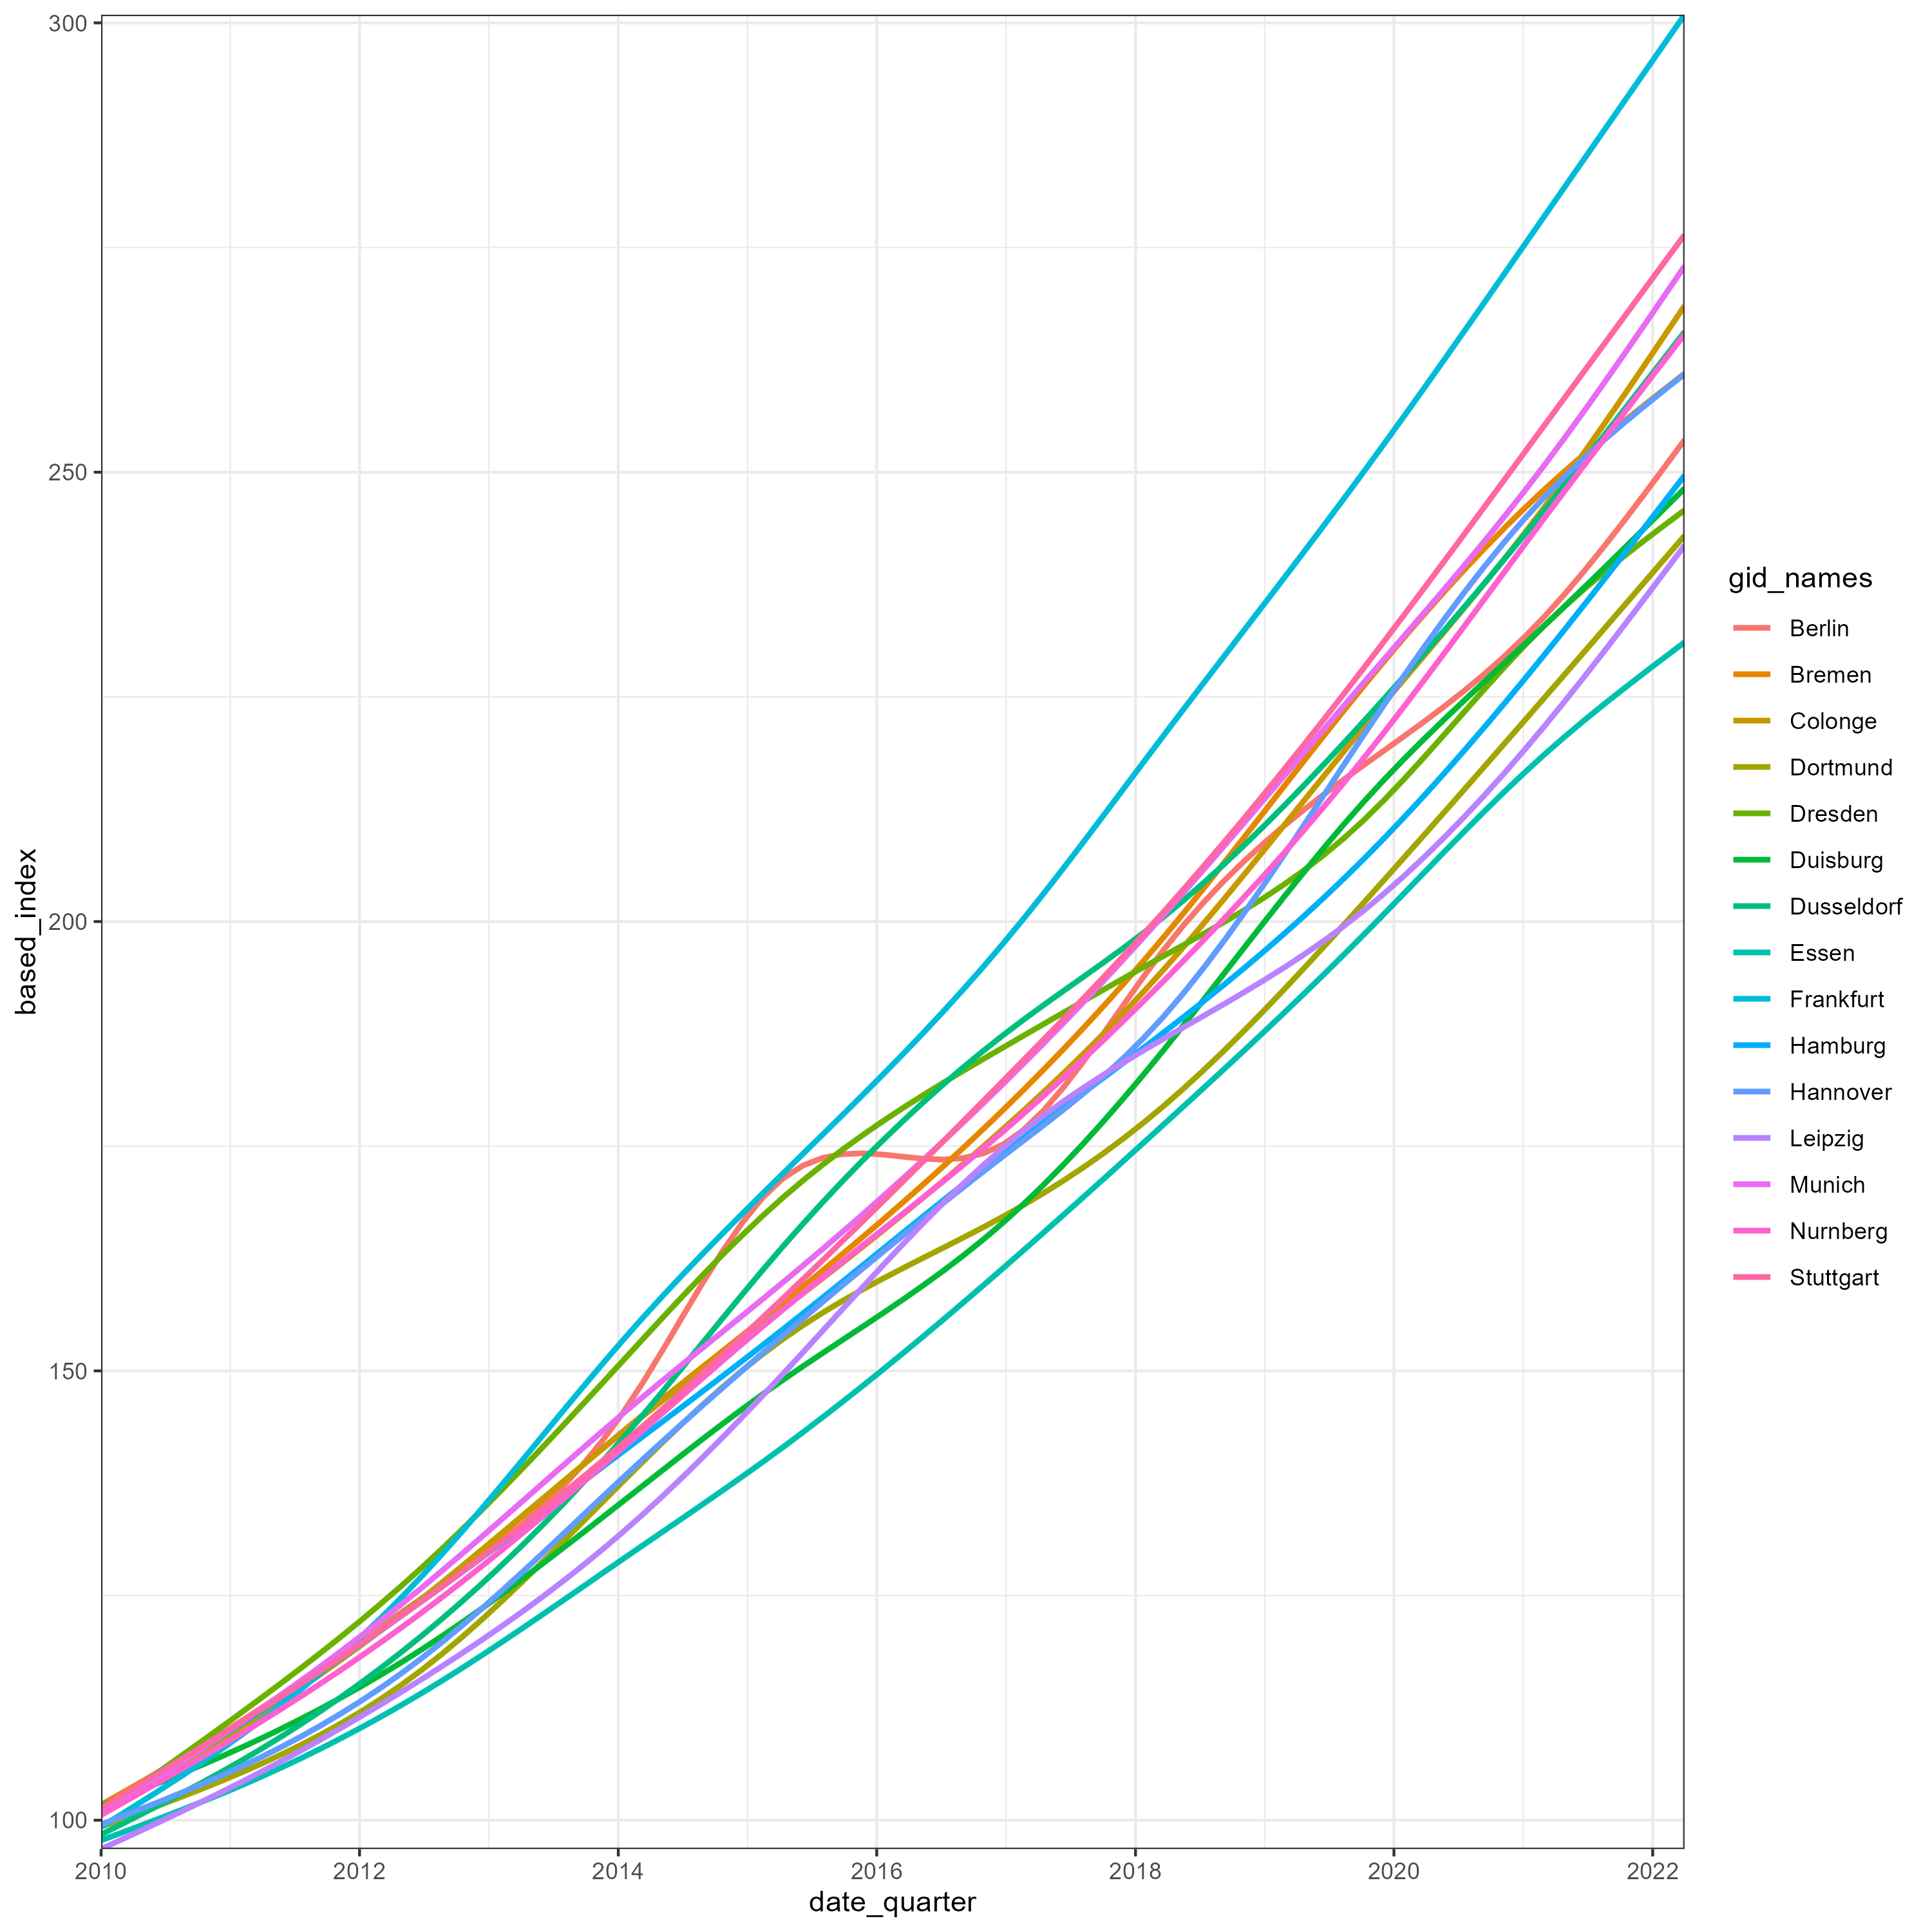 300
250
200
150
100
based_index
2010 2012 2014 2016 2018 2020 2022
date_quarter
gid_names
Berlin
Bremen
Colonge
Dortmund
Dresden
Duisburg
Dusseldorf
Essen
Frankfurt
Hamburg
Hannover
Leipzig
Munich
Nurnberg
Stuttgart